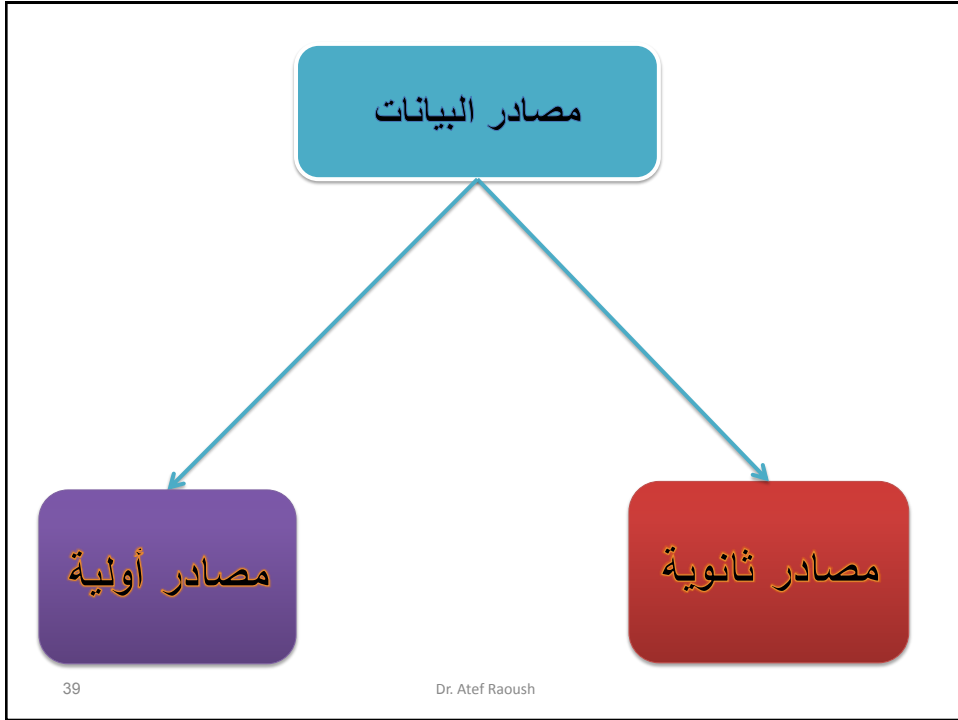 مصادر البيانات
مصادر ثانوية
مصادر أولية
39
Dr. Atef Raoush